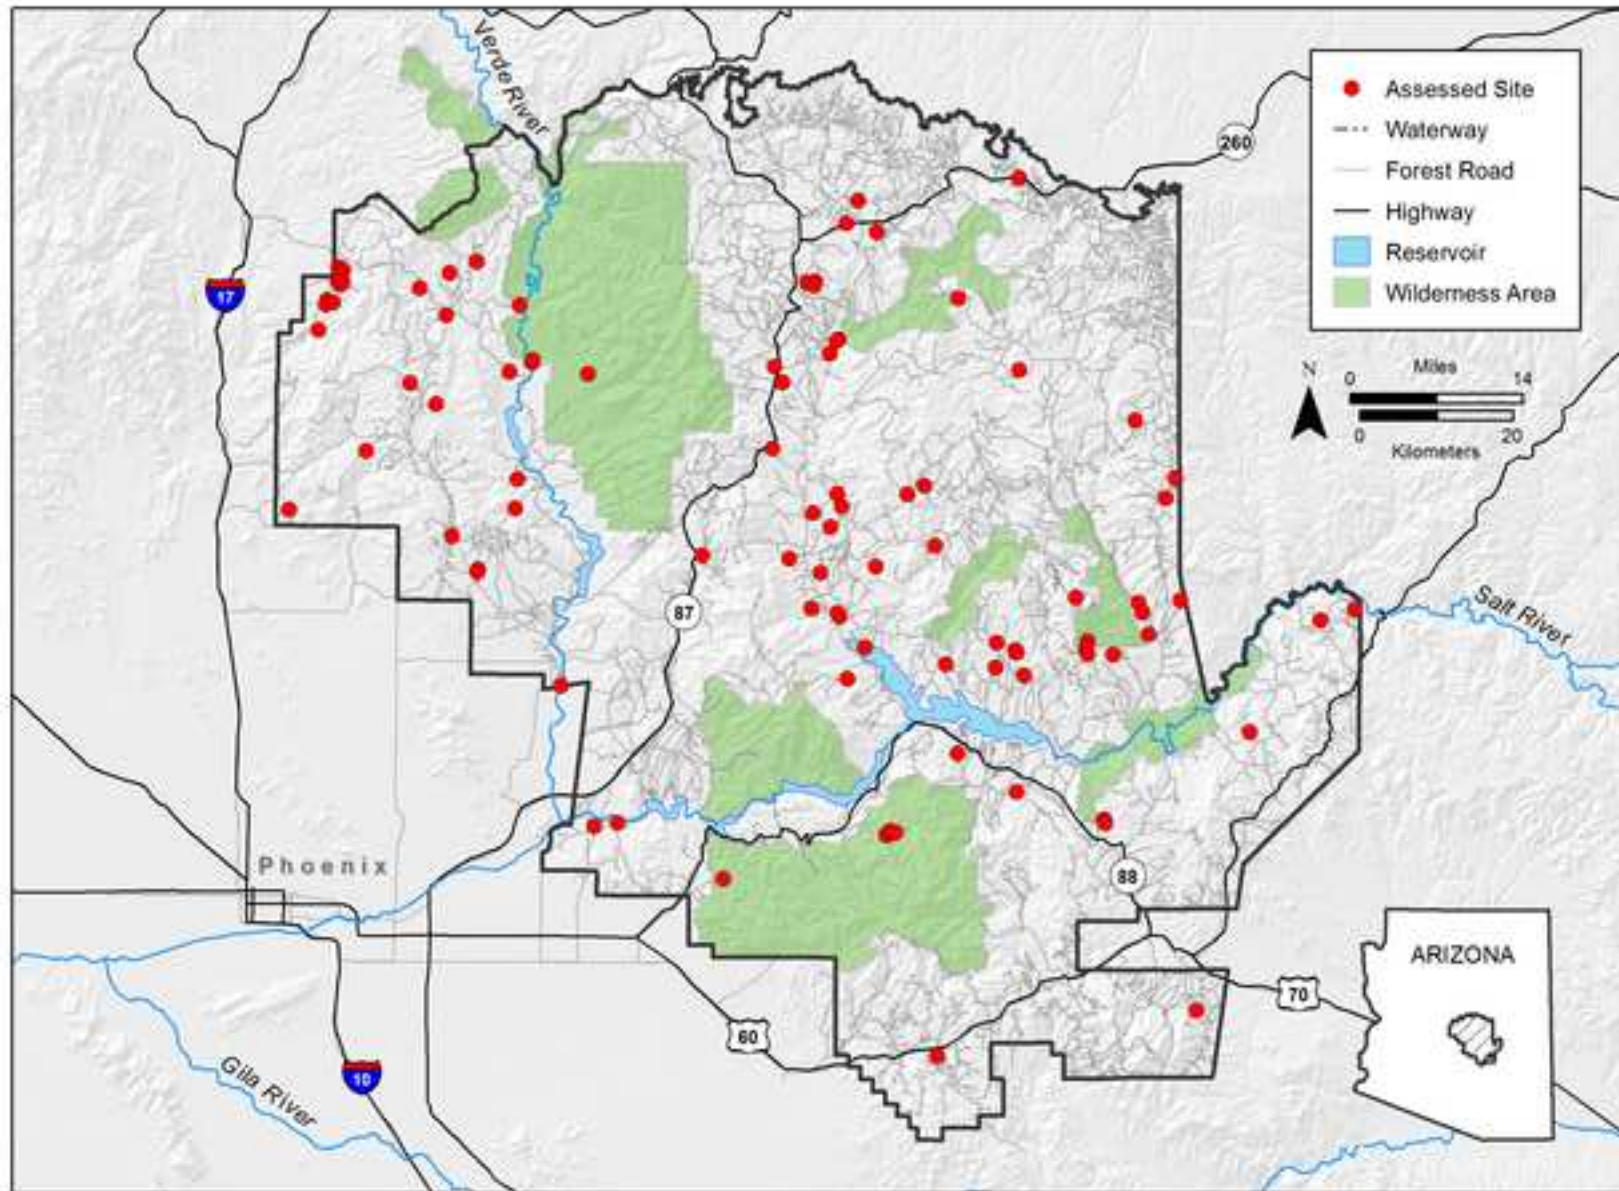 Verde River
260
Assessed Site
Waterway
Forest Road
Highway
Reservoir
Wilderness Area
17
N
Miles
0 14
0 20
Kilometers
Salt River
87
Phoenix
88
ARIZONA
70
60
Gila River
10